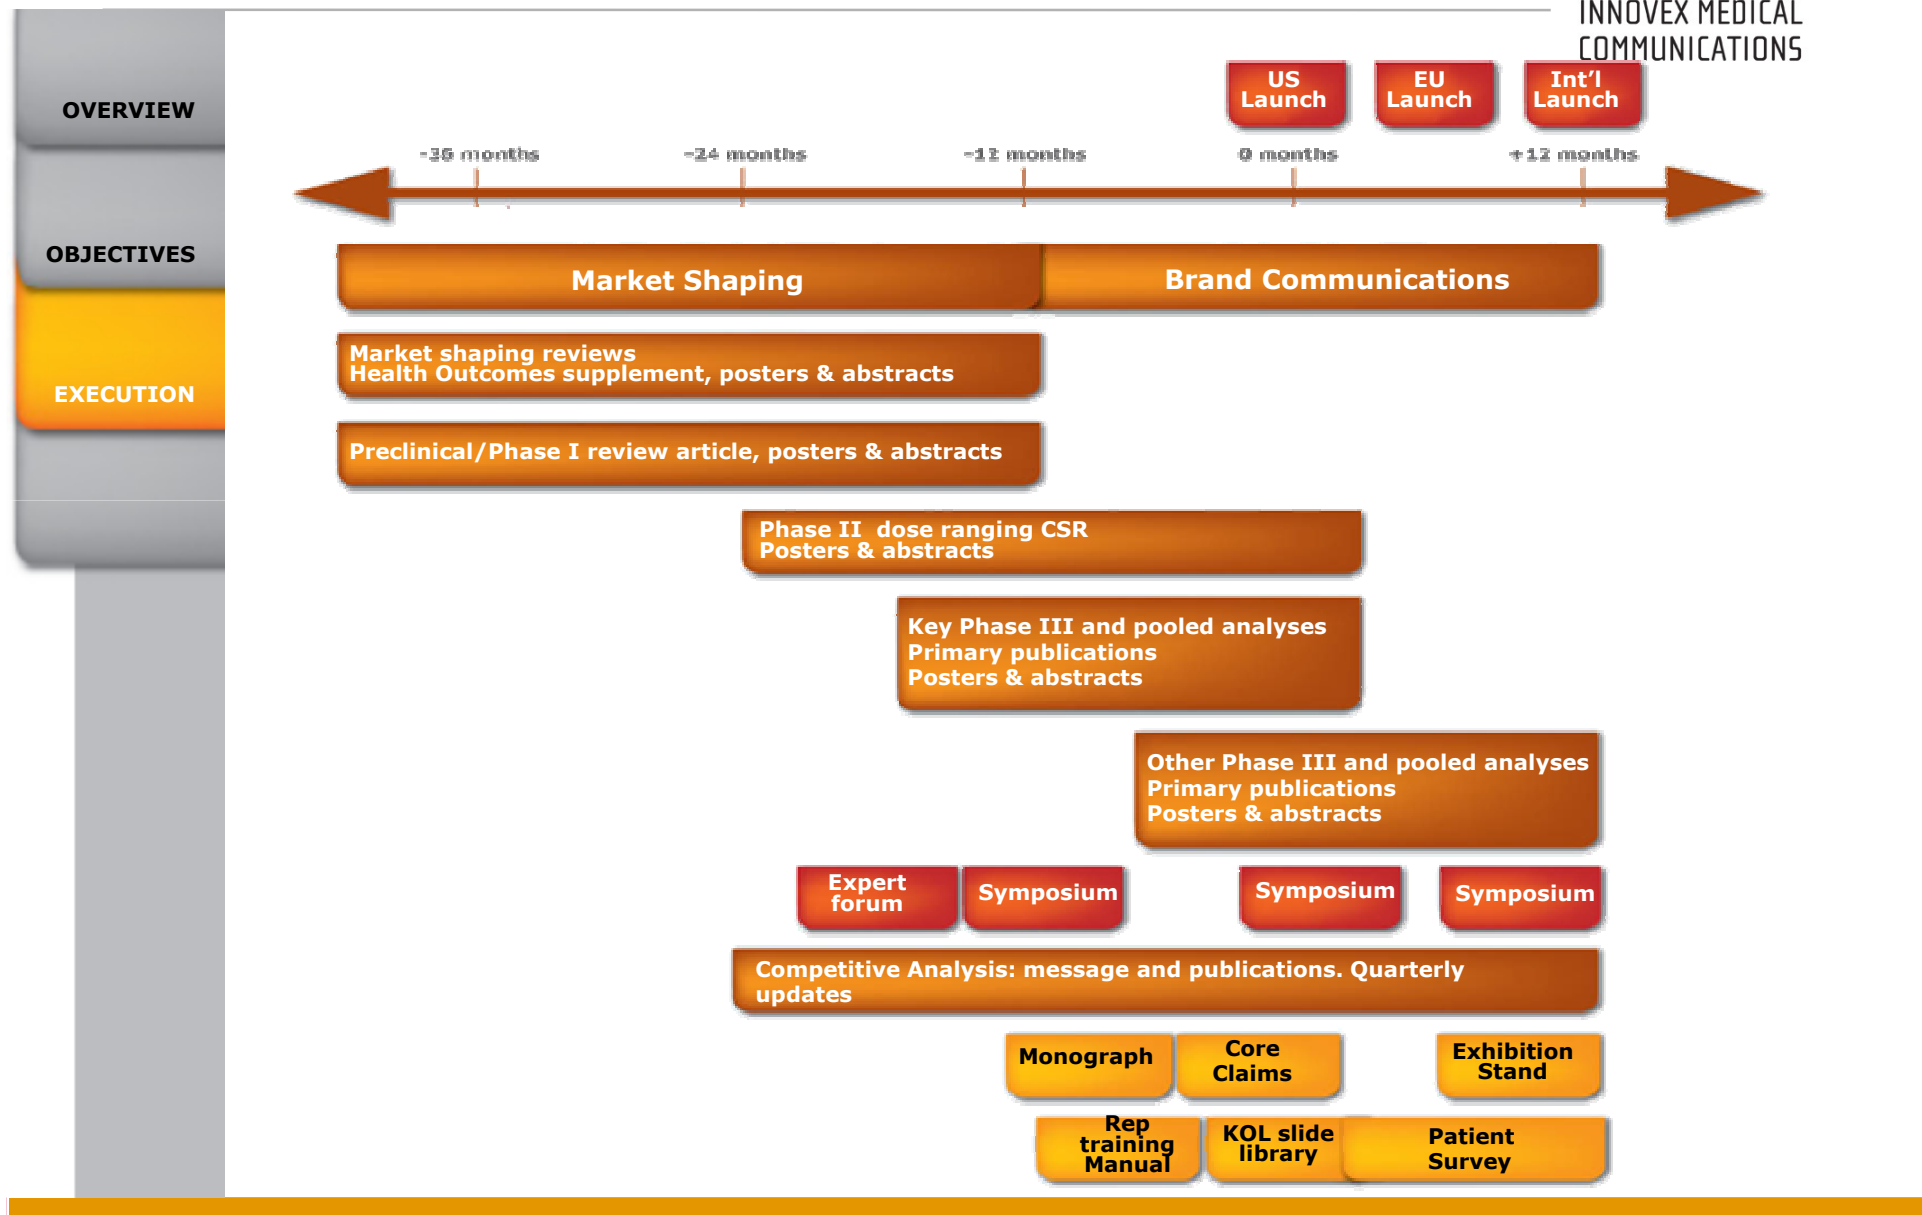 INNOVEX MEDICAL
COMMUNICATIONS
US
Launch
EU
Launch
Int’l
Launch
OVERVIEW
-36 months
-24 months
-12 months
0 months
+12 months
OBJECTIVES
Market Shaping
Brand Communications
EXECUTION
Market shaping reviews
Health Outcomes supplement, posters & abstracts
Preclinical/Phase I review article, posters & abstracts
Phase II dose ranging CSR
Posters & abstracts
Key Phase III and pooled analyses
Primary publications
Posters & abstracts
Other Phase III and pooled analyses
Primary publications
Posters & abstracts
Expert
forum
Symposium
Symposium
Symposium
Competitive Analysis: message and publications. Quarterly
updates
Monograph
Core
Claims
Exhibition
Stand
Rep
training
Manual
KOL slide
library
Patient
Survey